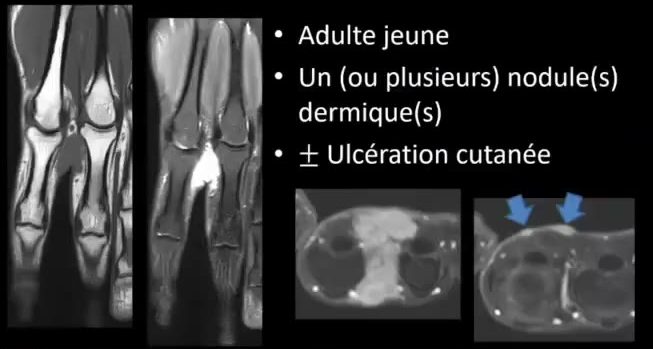 • Adulte jeune
• Un (ou plusieurs) nodule(s)
dermique(s)
• ± Ulcération cutanée